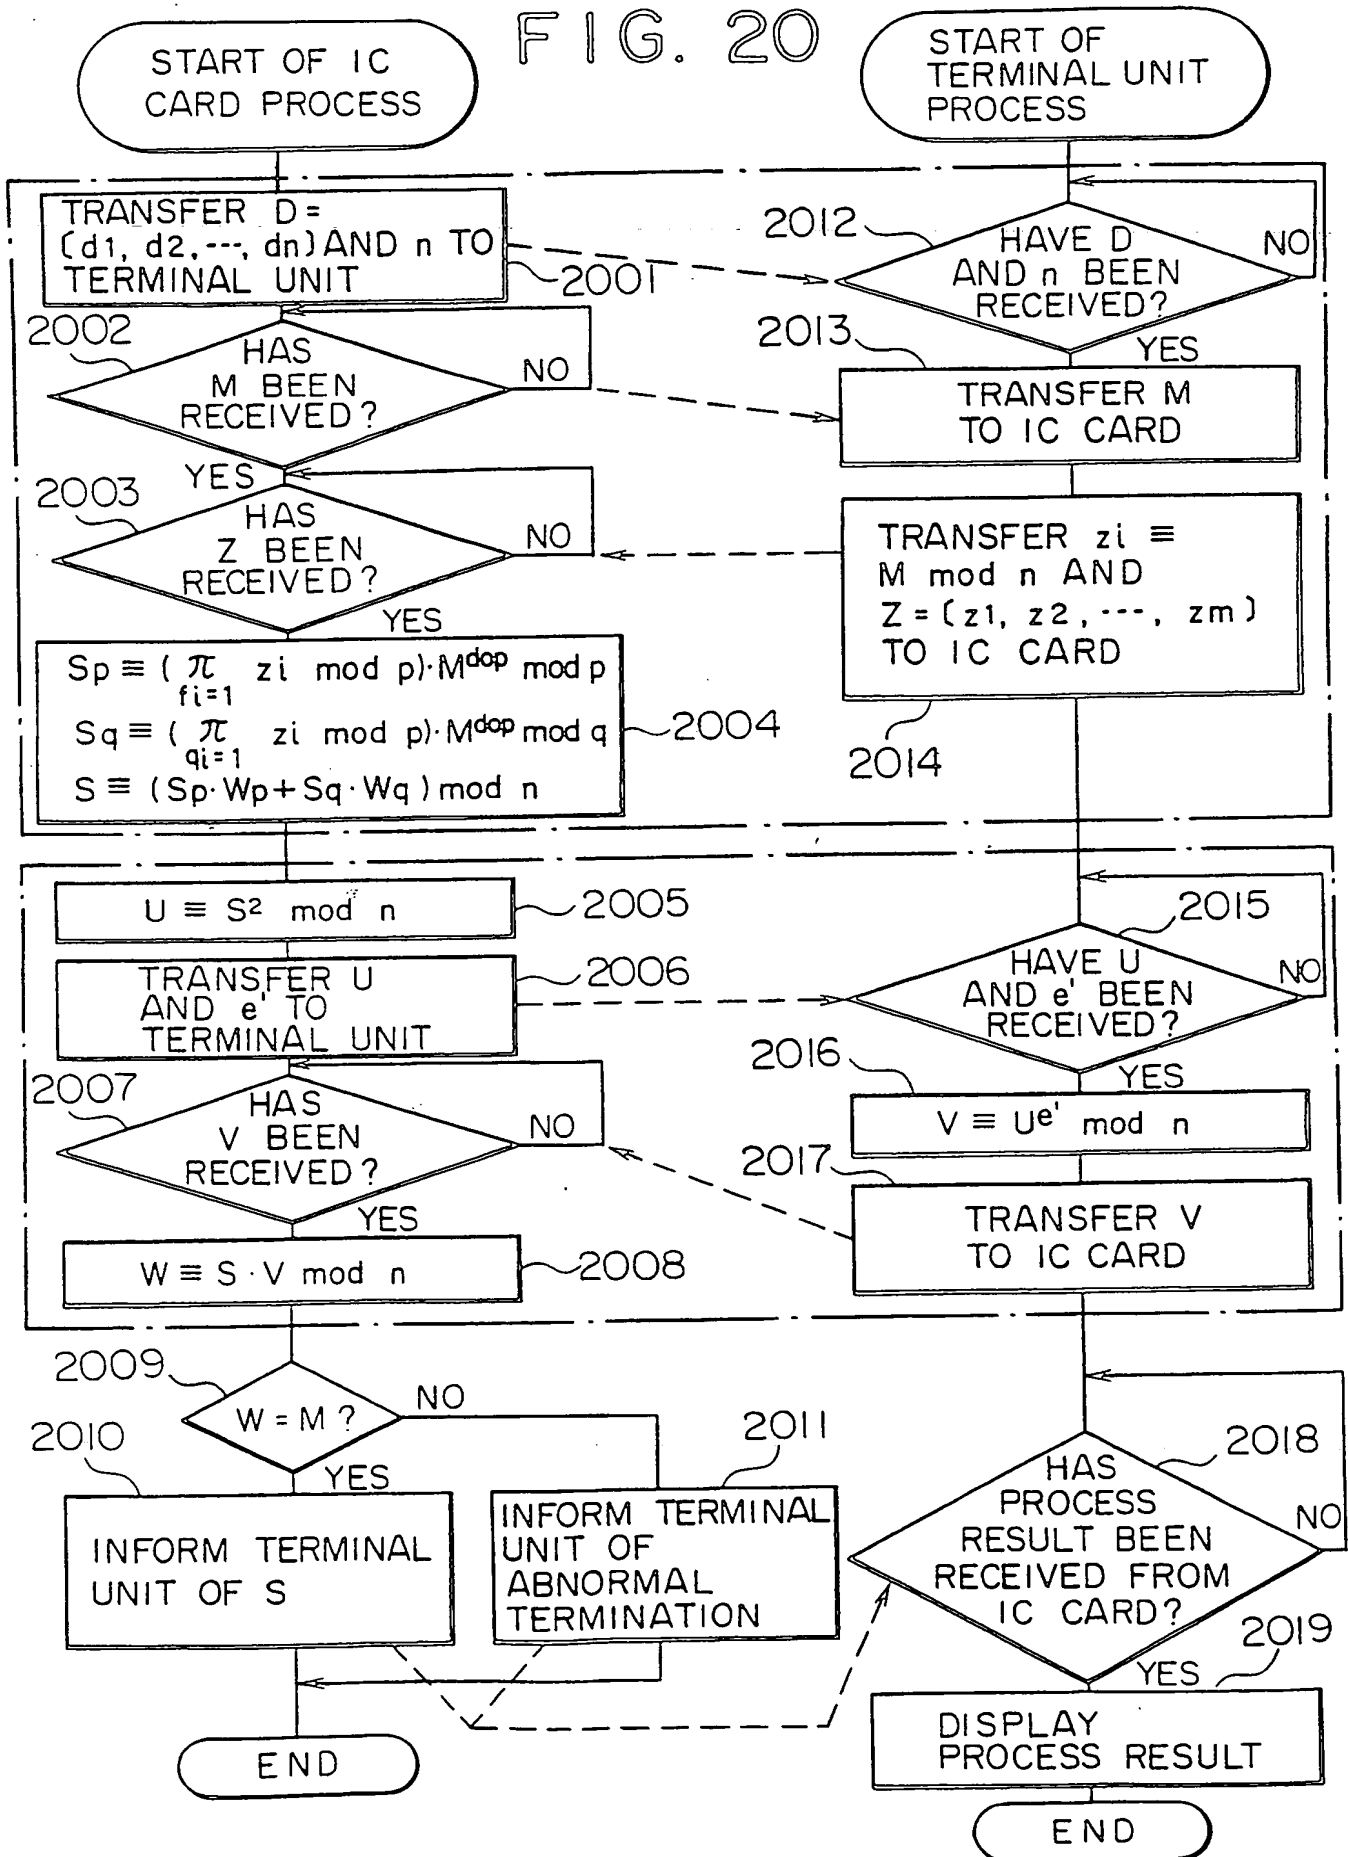 FIG. 20
START OF IC
CARD PROCESS
TRANSFER D=
(d1, d2, ---, dn) AND n TO
TERMINAL UNIT
2001
2002
HAS
M BEEN
RECEIVED?
NO
YES
2003
HAS
Z BEEN
RECEIVED?
NO
YES
Sp ≡ ( π zi mod p)·M^dop mod p
fi=1
Sq ≡ ( π zi mod p)·M^dop mod q
qi=1
S ≡ (Sp·Wp+Sq·Wq) mod n
2004
U ≡ S² mod n
2005
TRANSFER U
AND e' TO
TERMINAL UNIT
2006
2007
HAS
V BEEN
RECEIVED?
NO
YES
W ≡ S·V mod n
2008
2009
W = M ?
NO
YES
2010
INFORM TERMINAL
UNIT OF S
2011
INFORM TERMINAL
UNIT OF
ABNORMAL
TERMINATION
END
START OF
TERMINAL UNIT
PROCESS
2012
HAVE D
AND n BEEN
RECEIVED?
NO
YES
2013
TRANSFER M
TO IC CARD
TRANSFER zi ≡
M mod n AND
Z = (z1, z2, ---, zm)
TO IC CARD
2014
2015
HAVE U
AND e' BEEN
RECEIVED?
NO
YES
2016
V ≡ U^e' mod n
2017
TRANSFER V
TO IC CARD
2018
HAS
PROCESS
RESULT BEEN
RECEIVED FROM
IC CARD?
NO
YES
2019
DISPLAY
PROCESS RESULT
END